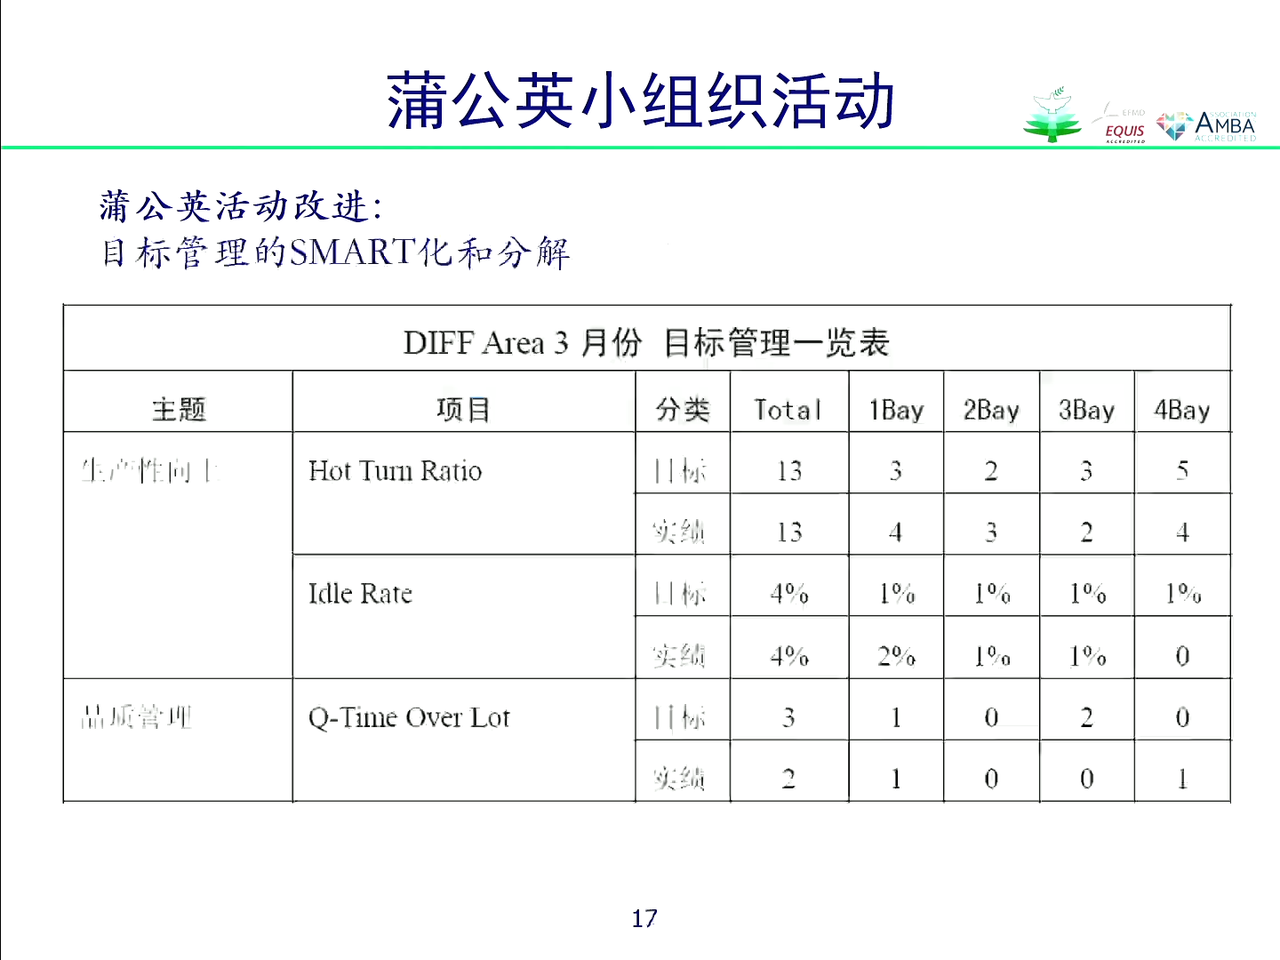 蒲公英小组织活动
EFMD
EQUIS
ACCREDITED
ASSOCIATION
AMBA
ACCREDITED
蒲公英活动改进:
目标管理的SMART化和分解
DIFF Area 3 月份 目标管理一览表
主题 项目 分类 Total 1Bay 2Bay 3Bay 4Bay
生产性向上 Hot Turn Ratio 目标 13 3 2 3 5
实绩 13 4 3 2 4
Idle Rate 目标 4% 1% 1% 1% 1%
实绩 4% 2% 1% 1% 0
品质管理 Q-Time Over Lot 目标 3 1 0 2 0
实绩 2 1 0 0 1
17